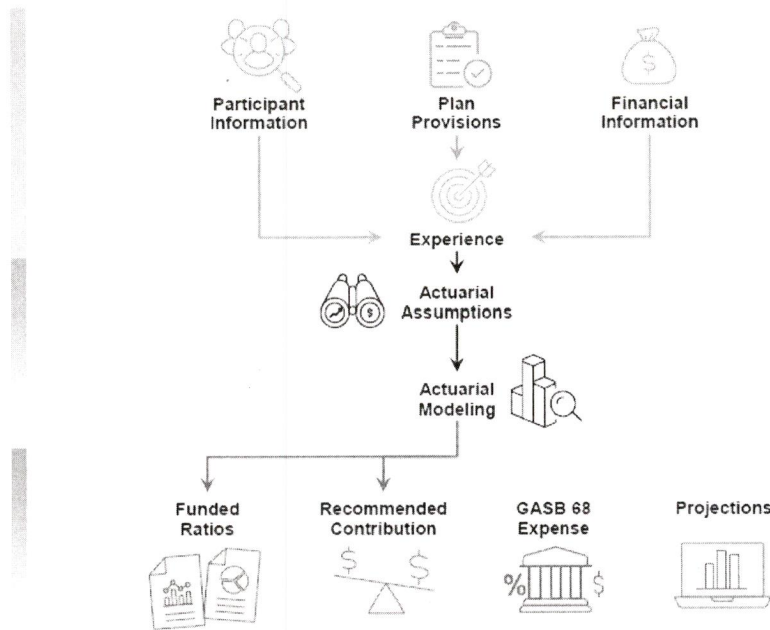 Participant
Information
Plan
Provisions
Financial
Information
$
Experience
Actuarial
Assumptions
$
Actuarial
Modeling
Funded
Ratios
Recommended
Contribution
GASB 68
Expense
Projections
$ $
% $